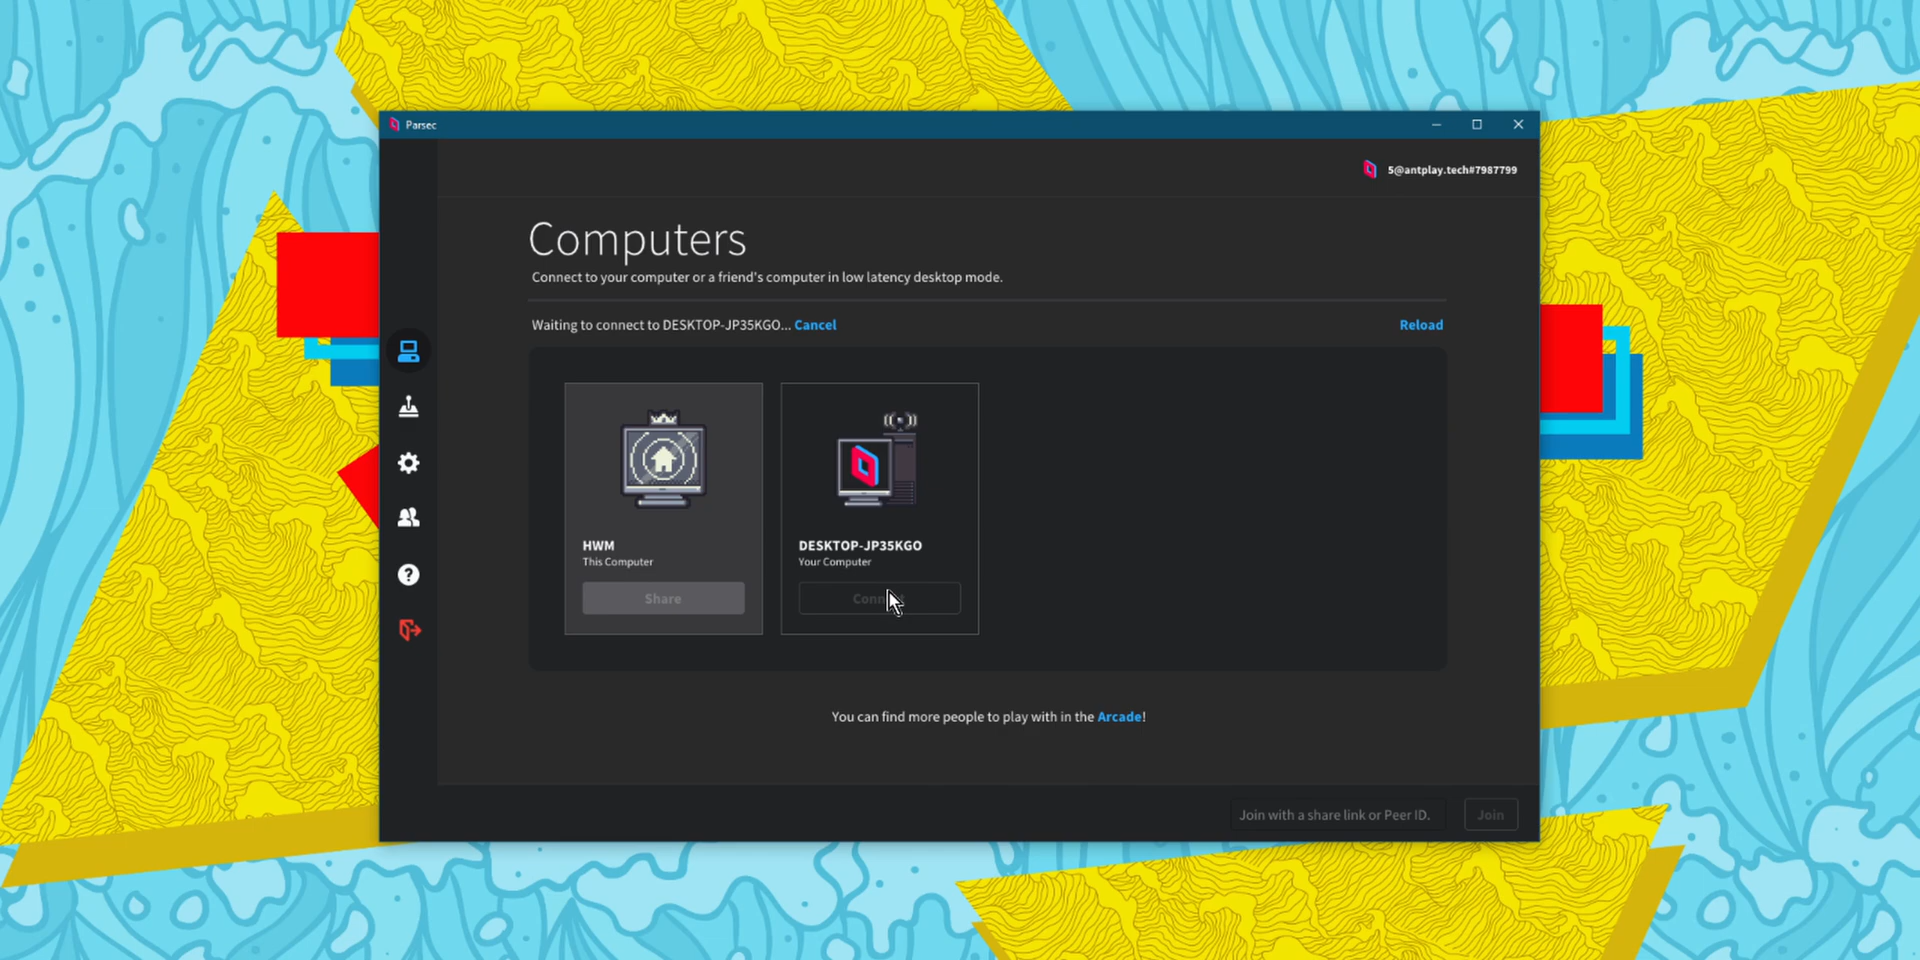 Parsec
5@antplay.tech#7987799
Computers
Connect to your computer or a friend's computer in low latency desktop mode.
Waiting to connect to DESKTOP-JP35KGO... Cancel
Reload
HWM
This Computer
Share
DESKTOP-JP35KGO
Your Computer
You can find more people to play with in the Arcade!
Join with a share link or Peer ID.
Join